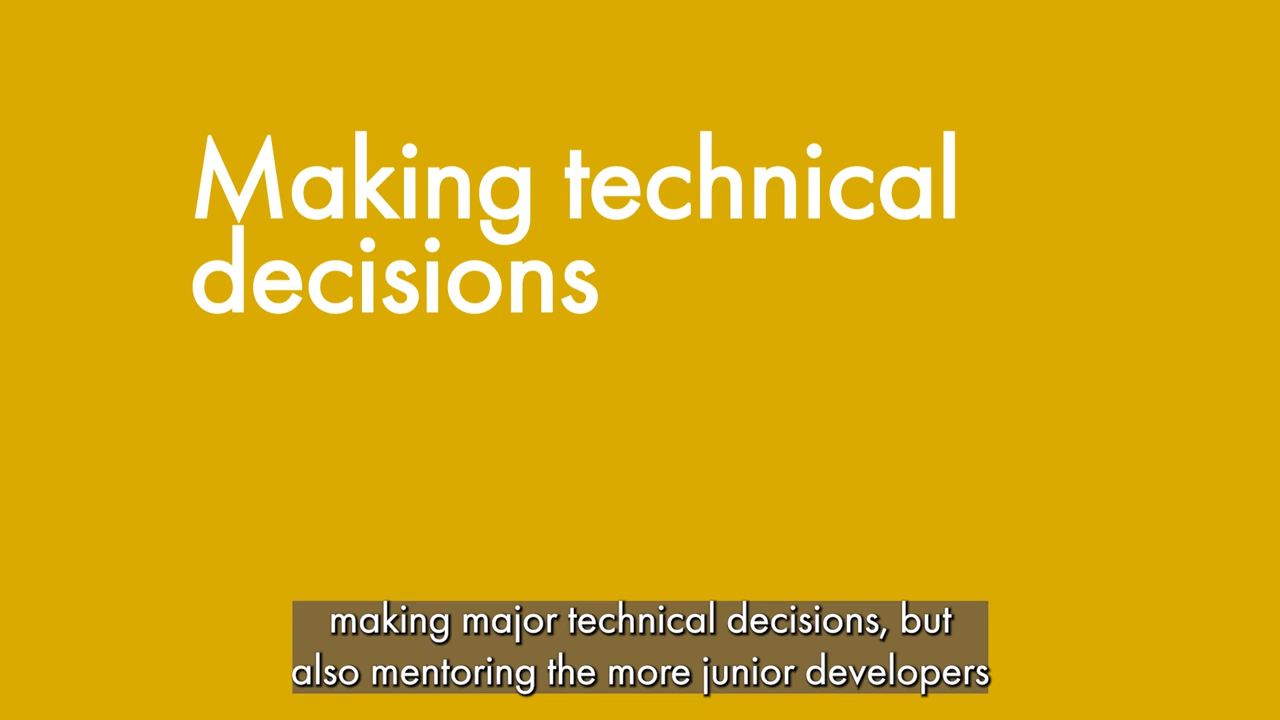 Making technical
decisions
making major technical decisions, but
also mentoring the more junior developers